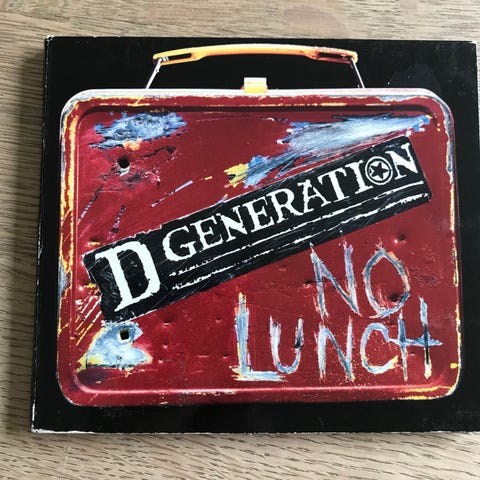 D GENERATION
NO
LUNCH